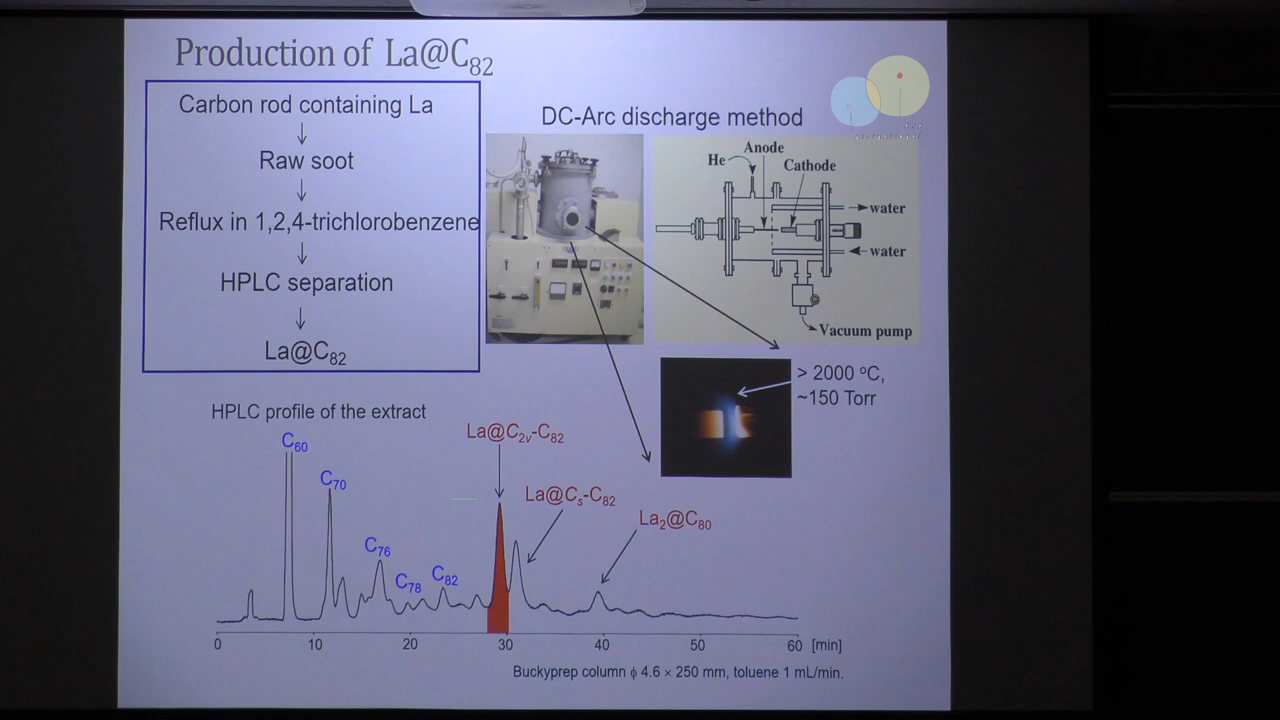 Production of La@C82
Carbon rod containing La
↓
Raw soot
↓
Reflux in 1,2,4-trichlorobenzene
↓
HPLC separation
↓
La@C82
DC-Arc discharge method
He
Anode
Cathode
water
water
Vacuum pump
> 2000 oC,
~150 Torr
HPLC profile of the extract
C60
C70
C76
C78
C82
La@C2v-C82
La@Cs-C82
La2@C80
0 10 20 30 40 50 60 [min]
Buckyprep column ϕ 4.6 × 250 mm, toluene 1 mL/min.